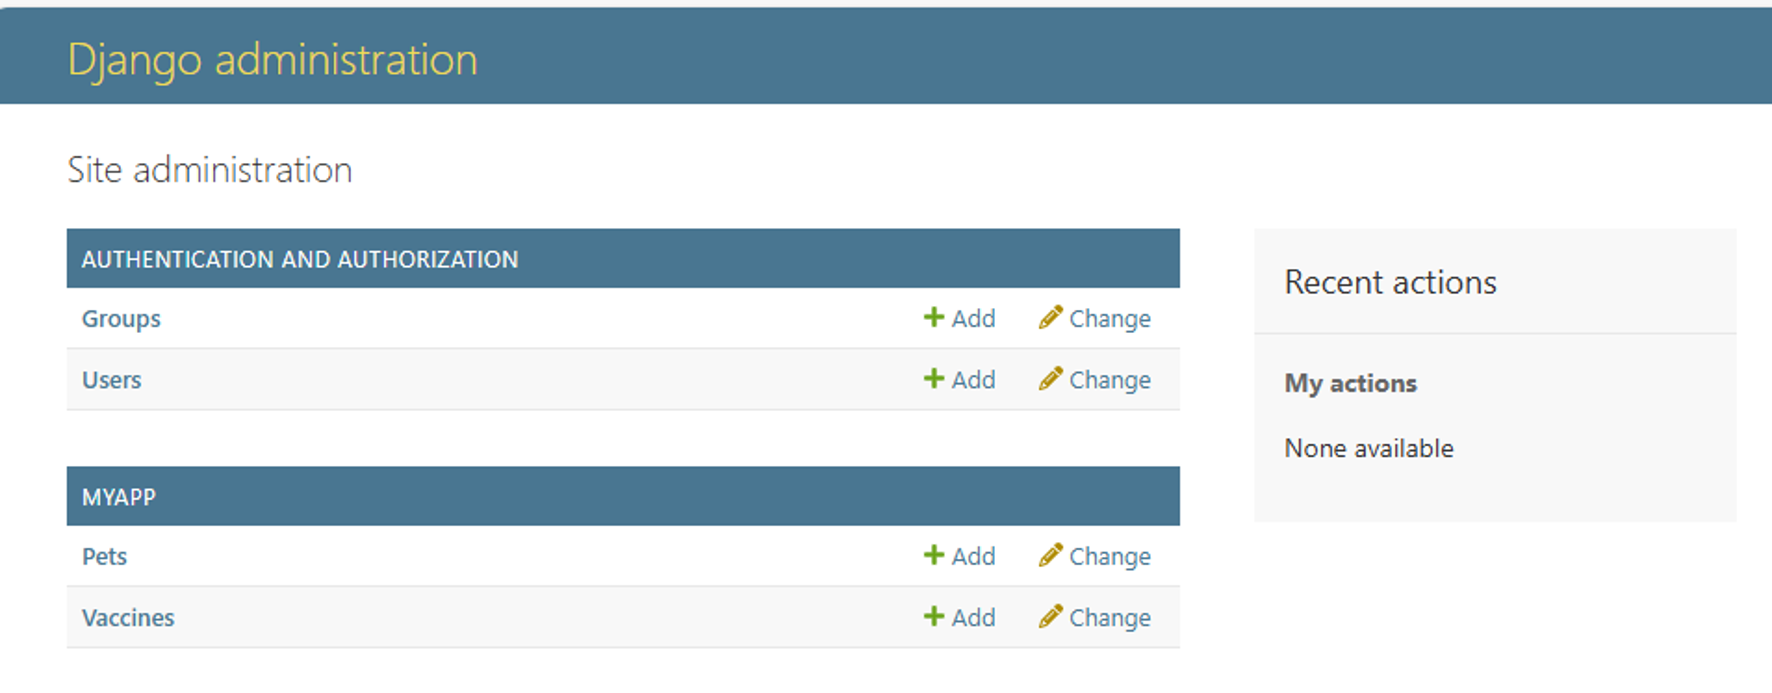 Django administration
Site administration
AUTHENTICATION AND AUTHORIZATION
Groups Add Change
Users Add Change
MYAPP
Pets Add Change
Vaccines Add Change
Recent actions
My actions
None available